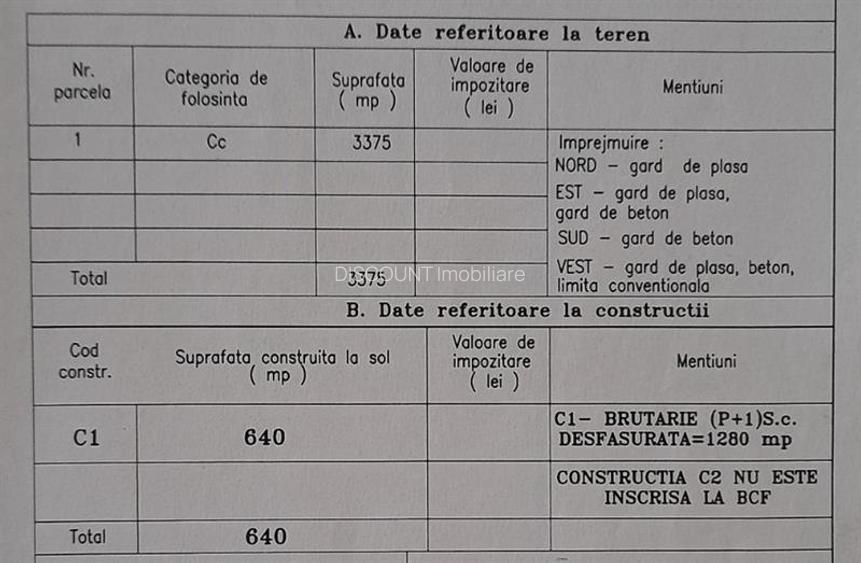 A. Date referitoare la teren
Nr. parcela
Categoria de folosinta
Suprafata ( mp )
Valoare de impozitare ( lei )
Mentiuni
1
Cc
3375
Imprejmuire :
NORD - gard de plasa
EST - gard de plasa,
gard de beton
SUD - gard de beton
VEST - gard de plasa, beton,
limita conventionala
Total
3375
DISCOUNT Imobiliare
B. Date referitoare la constructii
Cod constr.
Suprafata construita la sol ( mp )
Valoare de impozitare ( lei )
Mentiuni
C1
640
C1- BRUTARIE (P+1)S.c.
DESFASURATA=1280 mp
CONSTRUCTIA C2 NU ESTE
INSCRISA LA BCF
Total
640